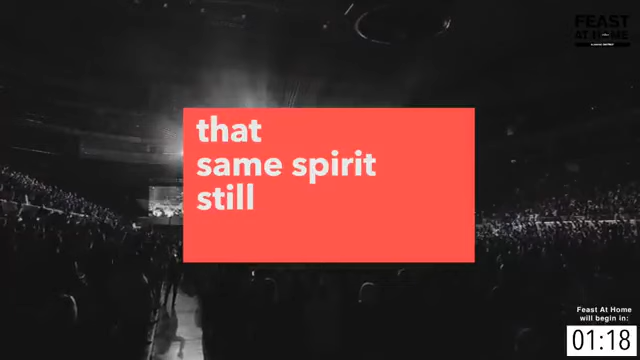 FEAST
AT HOME
that
same spirit
still
Feast At Home
will begin in:
01:18